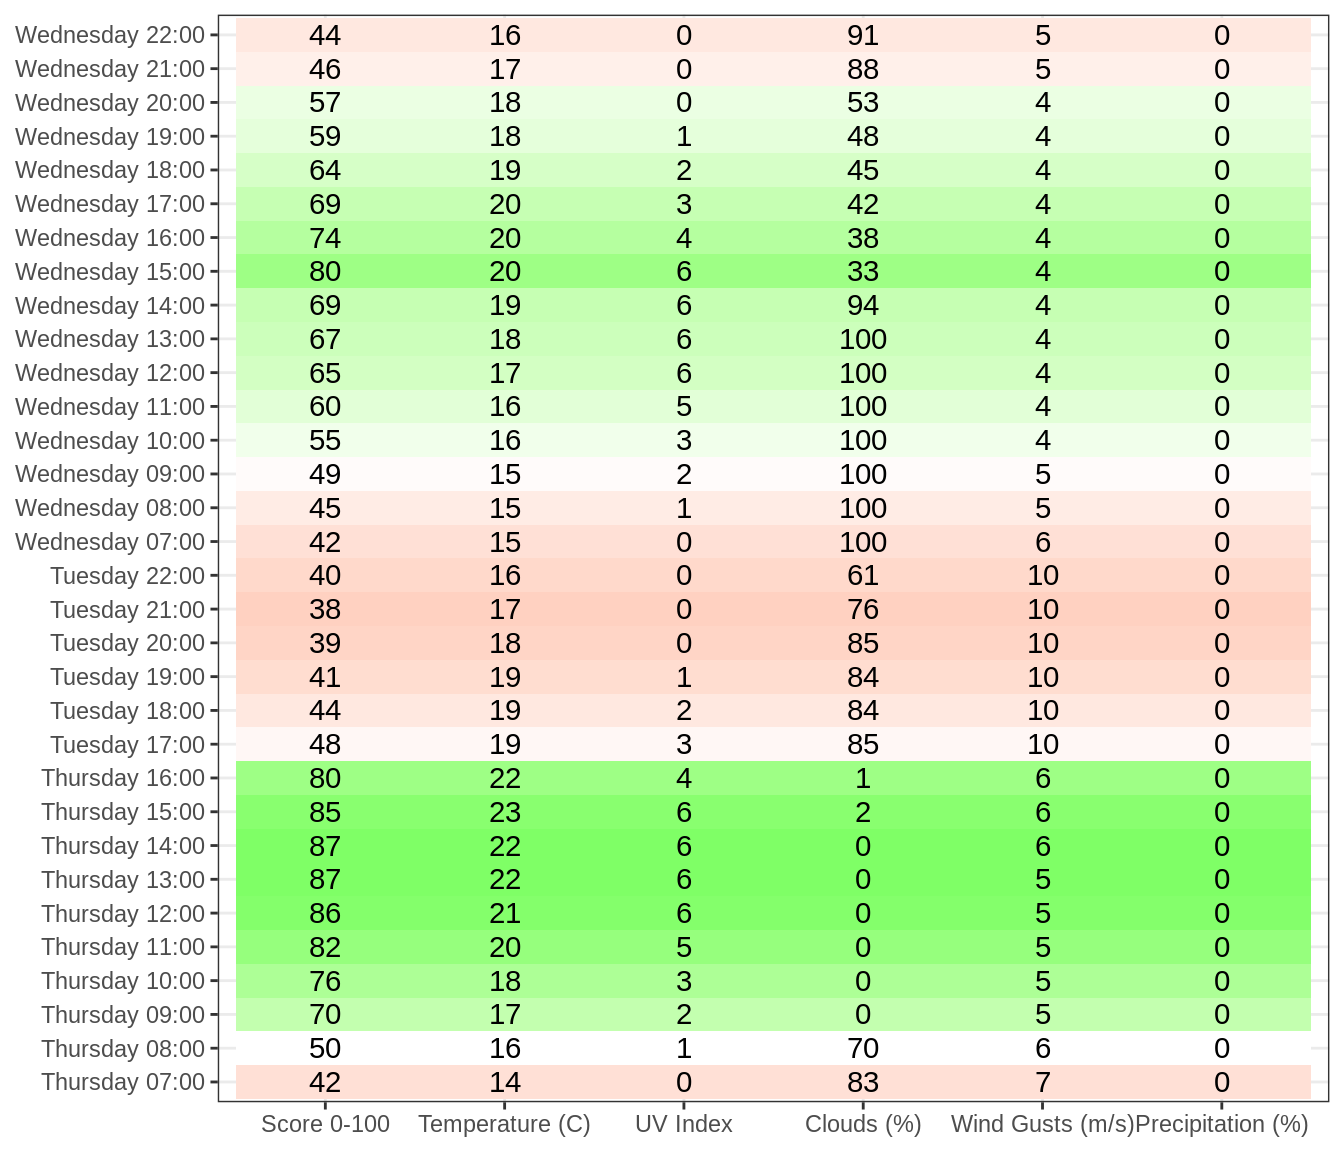 Wednesday 22:00 44 16 0 91 5 0
Wednesday 21:00 46 17 0 88 5 0
Wednesday 20:00 57 18 0 53 4 0
Wednesday 19:00 59 18 1 48 4 0
Wednesday 18:00 64 19 2 45 4 0
Wednesday 17:00 69 20 3 42 4 0
Wednesday 16:00 74 20 4 38 4 0
Wednesday 15:00 80 20 6 33 4 0
Wednesday 14:00 69 19 6 94 4 0
Wednesday 13:00 67 18 6 100 4 0
Wednesday 12:00 65 17 6 100 4 0
Wednesday 11:00 60 16 5 100 4 0
Wednesday 10:00 55 16 3 100 4 0
Wednesday 09:00 49 15 2 100 5 0
Wednesday 08:00 45 15 1 100 5 0
Wednesday 07:00 42 15 0 100 6 0
Tuesday 22:00 40 16 0 61 10 0
Tuesday 21:00 38 17 0 76 10 0
Tuesday 20:00 39 18 0 85 10 0
Tuesday 19:00 41 19 1 84 10 0
Tuesday 18:00 44 19 2 84 10 0
Tuesday 17:00 48 19 3 85 10 0
Thursday 16:00 80 22 4 1 6 0
Thursday 15:00 85 23 6 2 6 0
Thursday 14:00 87 22 6 0 6 0
Thursday 13:00 87 22 6 0 5 0
Thursday 12:00 86 21 6 0 5 0
Thursday 11:00 82 20 5 0 5 0
Thursday 10:00 76 18 3 0 5 0
Thursday 09:00 70 17 2 0 5 0
Thursday 08:00 50 16 1 70 6 0
Thursday 07:00 42 14 0 83 7 0
Score 0-100 Temperature (C) UV Index Clouds (%) Wind Gusts (m/s) Precipitation (%)